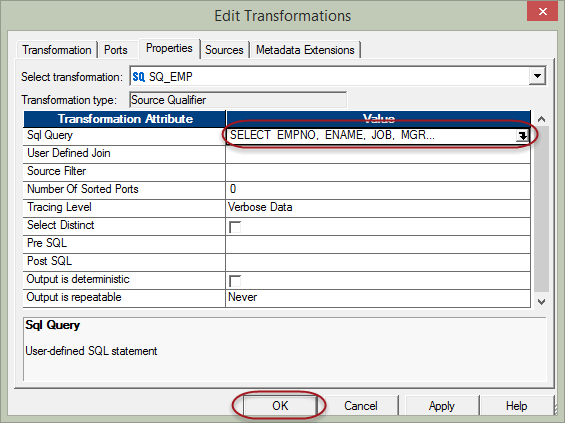 Edit Transformations
Transformation Ports Properties Sources Metadata Extensions
Select transformation: SQ SQ_EMP
Transformation type: Source Qualifier
Transformation Attribute Value
Sql Query SELECT EMPNO, ENAME, JOB, MGR...
User Defined Join
Source Filter
Number Of Sorted Ports 0
Tracing Level Verbose Data
Select Distinct
Pre SQL
Post SQL
Output is deterministic
Output is repeatable Never
Sql Query
User-defined SQL statement
OK Cancel Apply Help